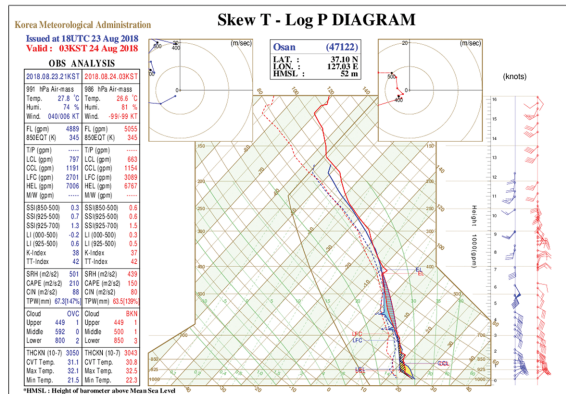 Skew T - Log P DIAGRAM
Korea Meteorological Administration
Issued at 18UTC 23 Aug 2018
Valid : 03KST 24 Aug 2018
OBS ANALYSIS
2018.08.23.21KST 2018.08.24.03KST
991 hPa Air-mass 986 hPa Air-mass
Temp. 27.8 °C Temp. 26.6 °C
Humi. 74 % Humi. 81 %
Wind. 040/006 KT Wind. -99/-99 KT
FL (gpm) 4889 FL (gpm) 5055
850EQT (K) 345 850EQT (K) 345
T/P (gpm) ----- T/P (gpm) -----
LCL (gpm) 797 LCL (gpm) 663
CCL (gpm) 1191 CCL (gpm) 1154
LFC (gpm) 2701 LFC (gpm) 3089
HEL (gpm) 7006 HEL (gpm) 6767
M/W (gpm) ----- M/W (gpm) -----
SSI(850-500) 0.3 SSI(850-500) 0.6
SSI(925-500) 0.7 SSI(925-500) 0.6
SSI(925-700) 1.3 SSI(925-700) 1.5
LI (000-500) -0.2 LI (000-500) 0.3
LI (925-500) 0.6 LI (925-500) 0.5
K-Index 38 K-Index 37
TT-Index 42 TT-Index 42
SRH (m2/s2) 501 SRH (m2/s2) 439
CAPE (m2/s2) 210 CAPE (m2/s2) 150
CIN (m2/s2) 88 CIN (m2/s2) 80
TPW(mm) 67.3[147%] TPW(mm) 63.5[139%]
Cloud OVC Cloud BKN
Upper 449 1 Upper 449 1
Middle 592 0 Middle 500 1
Lower 800 2 Lower 850 3
THCKN (10-7) 3050 THCKN (10-7) 3043
CVT Temp. 31.1 CVT Temp. 30.8
Max Temp. 32.1 Max Temp. 32.5
Min Temp. 21.5 Min Temp. 22.3
*HMSL : Height of barometer above Mean Sea Level
(m/sec)
Osan (47122)
LAT. : 37.10 N
LON. : 127.03 E
HMSL : 52 m
(m/sec)
(knots)
Height 1000(gpm)
EL
LFC
LFC